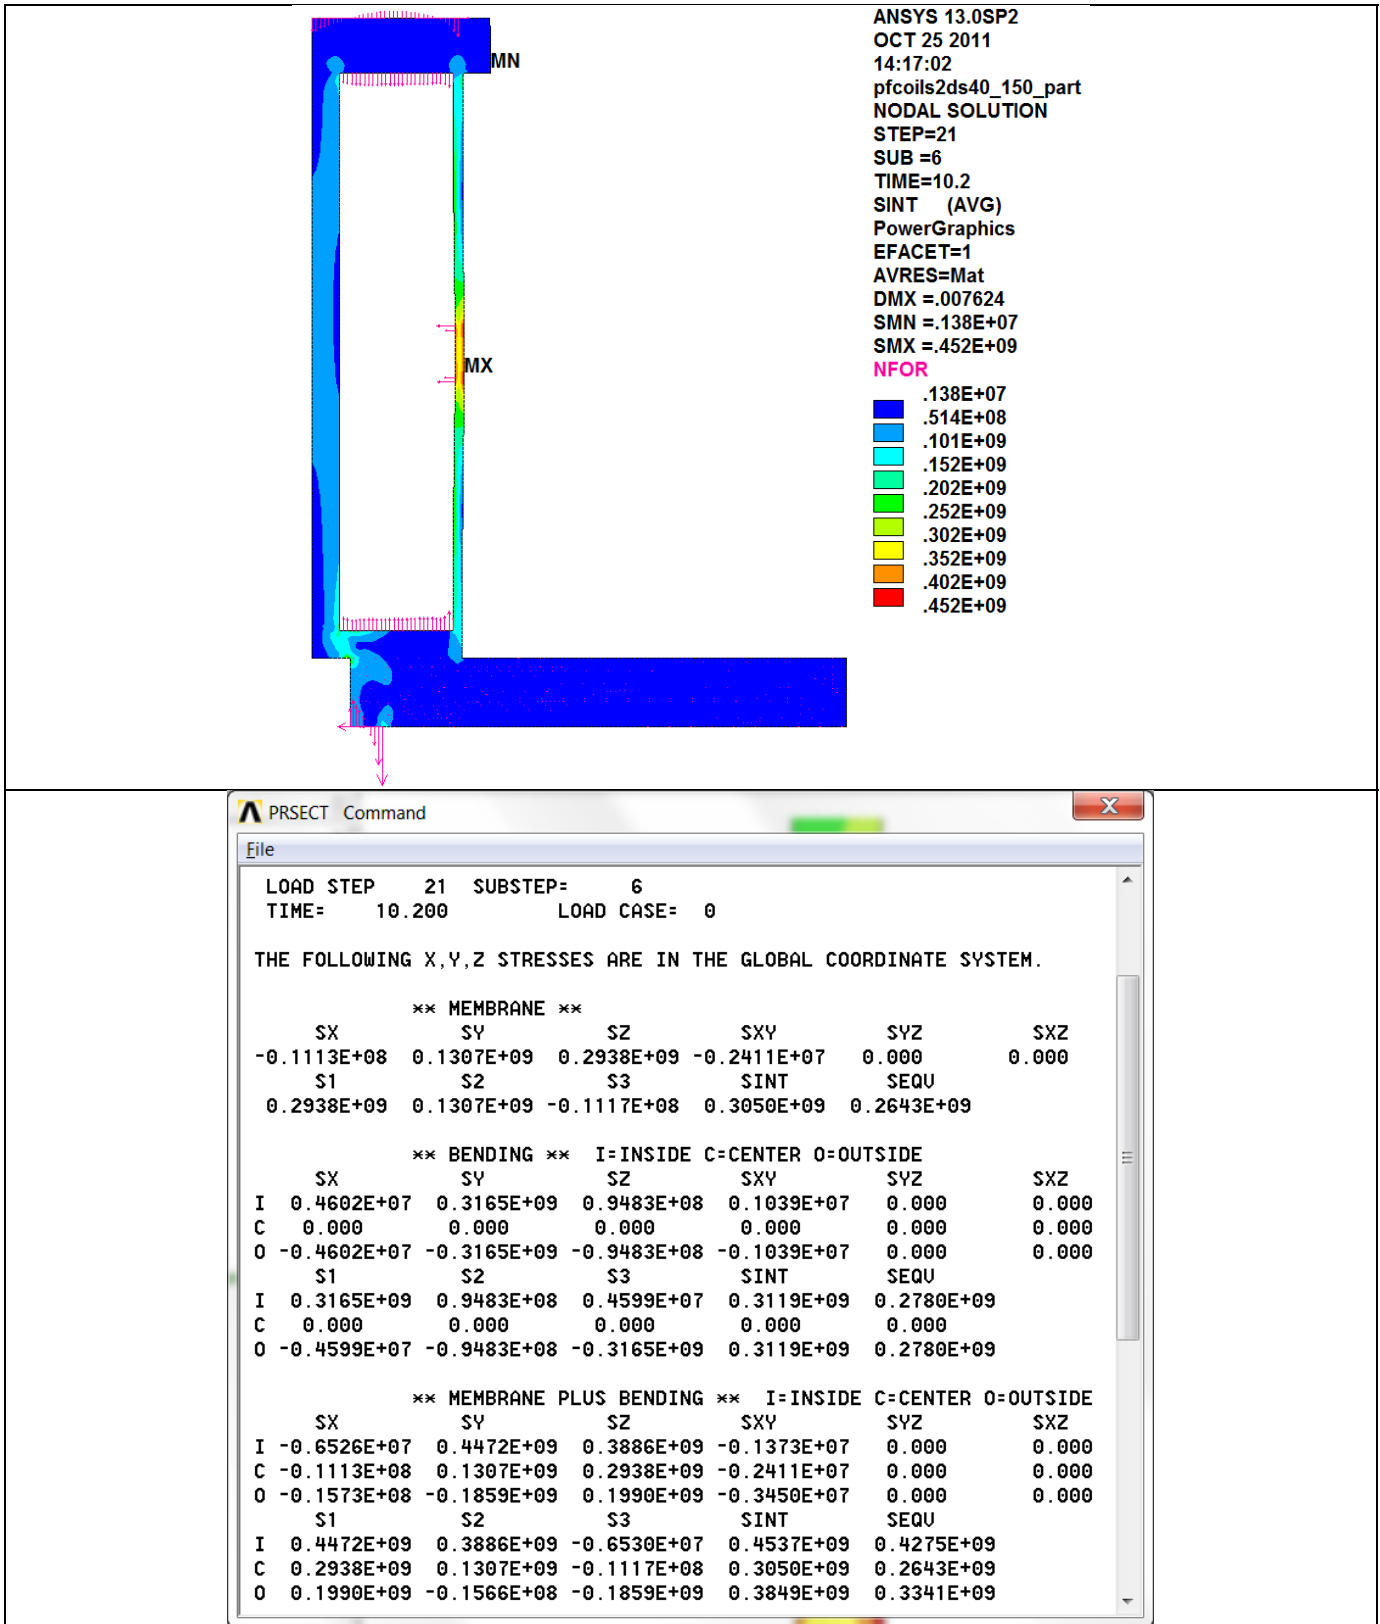 ANSYS 13.0SP2
OCT 25 2011
14:17:02
pfcoils2ds40_150_part
NODAL SOLUTION
STEP=21
SUB =6
TIME=10.2
SINT (AVG)
PowerGraphics
EFACET=1
AVRES=Mat
DMX =.007624
SMN =.138E+07
SMX =.452E+09
NFOR
.138E+07
.514E+08
.101E+09
.152E+09
.202E+09
.252E+09
.302E+09
.352E+09
.402E+09
.452E+09
MN
MX
PRSECT Command
File
LOAD STEP 21 SUBSTEP= 6
TIME= 10.200 LOAD CASE= 0
THE FOLLOWING X,Y,Z STRESSES ARE IN THE GLOBAL COORDINATE SYSTEM.
** MEMBRANE **
SX SY SZ SXY SYZ SXZ
-0.1113E+08 0.1307E+09 0.2938E+09 -0.2411E+07 0.000 0.000
S1 S2 S3 SINT SEQV
0.2938E+09 0.1307E+09 -0.1117E+08 0.3050E+09 0.2643E+09
** BENDING ** I=INSIDE C=CENTER O=OUTSIDE
SX SY SZ SXY SYZ SXZ
I 0.4602E+07 0.3165E+09 0.9483E+08 0.1039E+07 0.000 0.000
C 0.000 0.000 0.000 0.000 0.000 0.000
O -0.4602E+07 -0.3165E+09 -0.9483E+08 -0.1039E+07 0.000 0.000
S1 S2 S3 SINT SEQV
I 0.3165E+09 0.9483E+08 0.4599E+07 0.3119E+09 0.2780E+09
C 0.000 0.000 0.000 0.000 0.000
O -0.4599E+07 -0.9483E+08 -0.3165E+09 0.3119E+09 0.2780E+09
** MEMBRANE PLUS BENDING ** I=INSIDE C=CENTER O=OUTSIDE
SX SY SZ SXY SYZ SXZ
I -0.6526E+07 0.4472E+09 0.3886E+09 -0.1373E+07 0.000 0.000
C -0.1113E+08 0.1307E+09 0.2938E+09 -0.2411E+07 0.000 0.000
O -0.1573E+08 -0.1859E+09 0.1990E+09 -0.3450E+07 0.000 0.000
S1 S2 S3 SINT SEQV
I 0.4472E+09 0.3886E+09 -0.6530E+07 0.4537E+09 0.4275E+09
C 0.2938E+09 0.1307E+09 -0.1117E+08 0.3050E+09 0.2643E+09
O 0.1990E+09 -0.1566E+08 -0.1859E+09 0.3849E+09 0.3341E+09